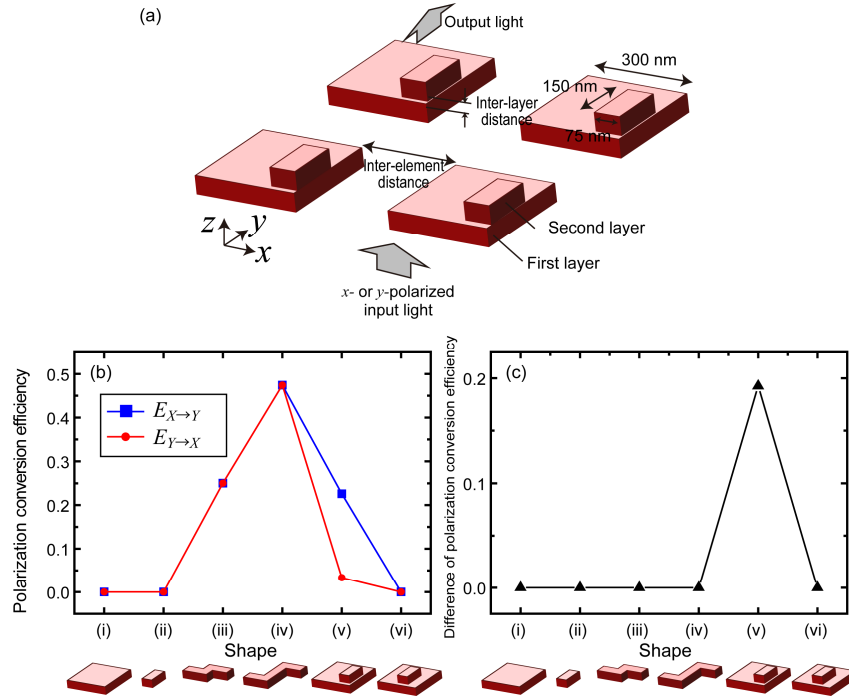 (a)
Output light
300 nm
150 nm
Inter-layer
distance
75 nm
Inter-element
distance
z y x
Second layer
First layer
x- or y-polarized
input light
(b)
Polarization conversion efficiency
0.5
0.4
0.3
0.2
0.1
0.0
E X→Y
E Y→X
(i) (ii) (iii) (iv) (v) (vi)
Shape
(c)
Difference of polarization conversion efficiency
0.2
0.1
0.0
(i) (ii) (iii) (iv) (v) (vi)
Shape